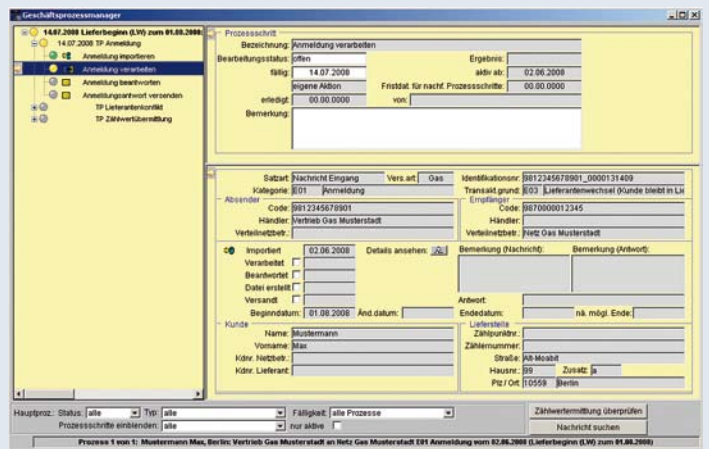 Geschäftsprozessmanager
14.07.2008 Lieferbeginn (LW) zum 01.08.2008:
14.07.2008 TP Anmeldung
Anmeldung importieren
Anmeldung verarbeiten
Anmeldung beantworten
Anmeldungsantwort versenden
TP Lieferantenkonflikt
TP Zählwertübermittlung
Prozessschritt
Bezeichnung: Anmeldung verarbeiten
Bearbeitungsstatus: offen Ergebnis:
fällig: 14.07.2008 aktiv ab: 02.06.2008
eigene Aktion Fristdat. für nachf. Prozessschritte: 00.00.0000
erledigt: 00.00.0000 von:
Bemerkung:
Satzart: Nachricht Eingang Vers.art: Gas Identifikationsnr: 9812345678901_0000131409
Kategorie: E01 Anmeldung Transakt.grund: E03 Lieferantenwechsel (Kunde bleibt in Lie
Absender Empfänger
Code: 9812345678901 Code: 9870000012345
Händler: Vertrieb Gas Musterstadt Händler:
Verteilnetzbetr.: Verteilnetzbetr.: Netz Gas Musterstadt
Importiert 02.06.2008 Details ansehen: Bemerkung (Nachricht): Bemerkung (Antwort):
Verarbeitet
Beantwortet
Datei erstellt
Versandt Antwort:
Beginndatum: 01.08.2008 Änd.datum: Endedatum: nä. mögl. Ende:
Kunde Lieferstelle
Name: Mustermann Zählpunktnr.:
Vorname: Max Zählernummer:
Kdnr. Netzbetr.: Straße: Alt-Moabit
Kdnr. Lieferant: Hausnr.: 99 Zusatz: a
Plz / Ort: 10559 Berlin
Hauptproz.: Status: alle Typ: alle Fälligkeit: alle Prozesse Zählwertermittlung überprüfen
Prozessschritte einblenden: alle nur aktive Nachricht suchen
Prozess 1 von 1: Mustermann Max, Berlin: Vertrieb Gas Musterstadt an Netz Gas Musterstadt E01 Anmeldung vom 02.06.2008 (Lieferbeginn (LW) zum 01.08.2008)